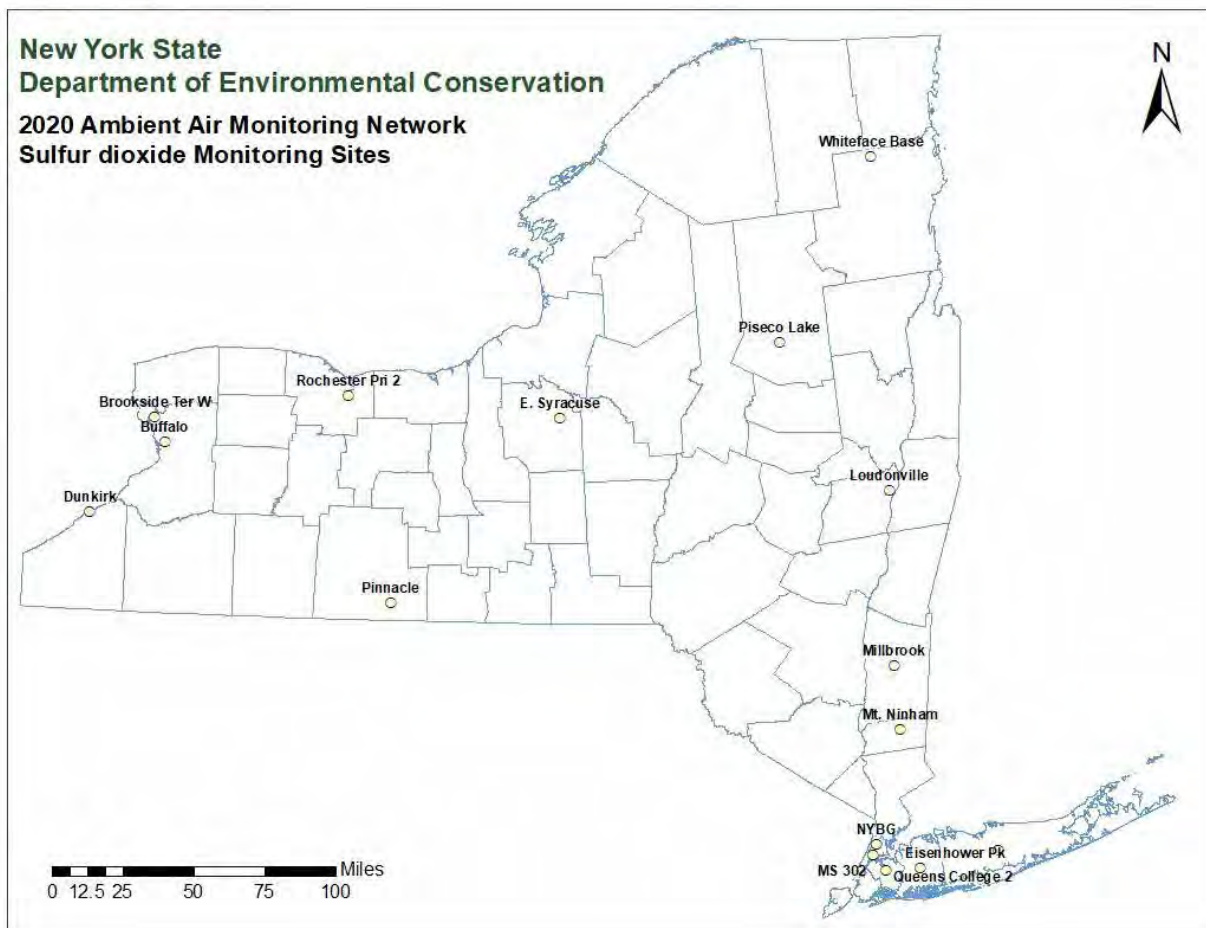 New York State
Department of Environmental Conservation
2020 Ambient Air Monitoring Network
Sulfur dioxide Monitoring Sites
N
Whiteface Base
Piseco Lake
Rochester Pri 2
Brookside Ter W
E. Syracuse
Buffalo
Loudonville
Dunkirk
Pinnacle
Millbrook
Mt. Ninham
NYBG
Eisenhower Pk
MS 302
Queens College 2
Miles
0 12.5 25 50 75 100